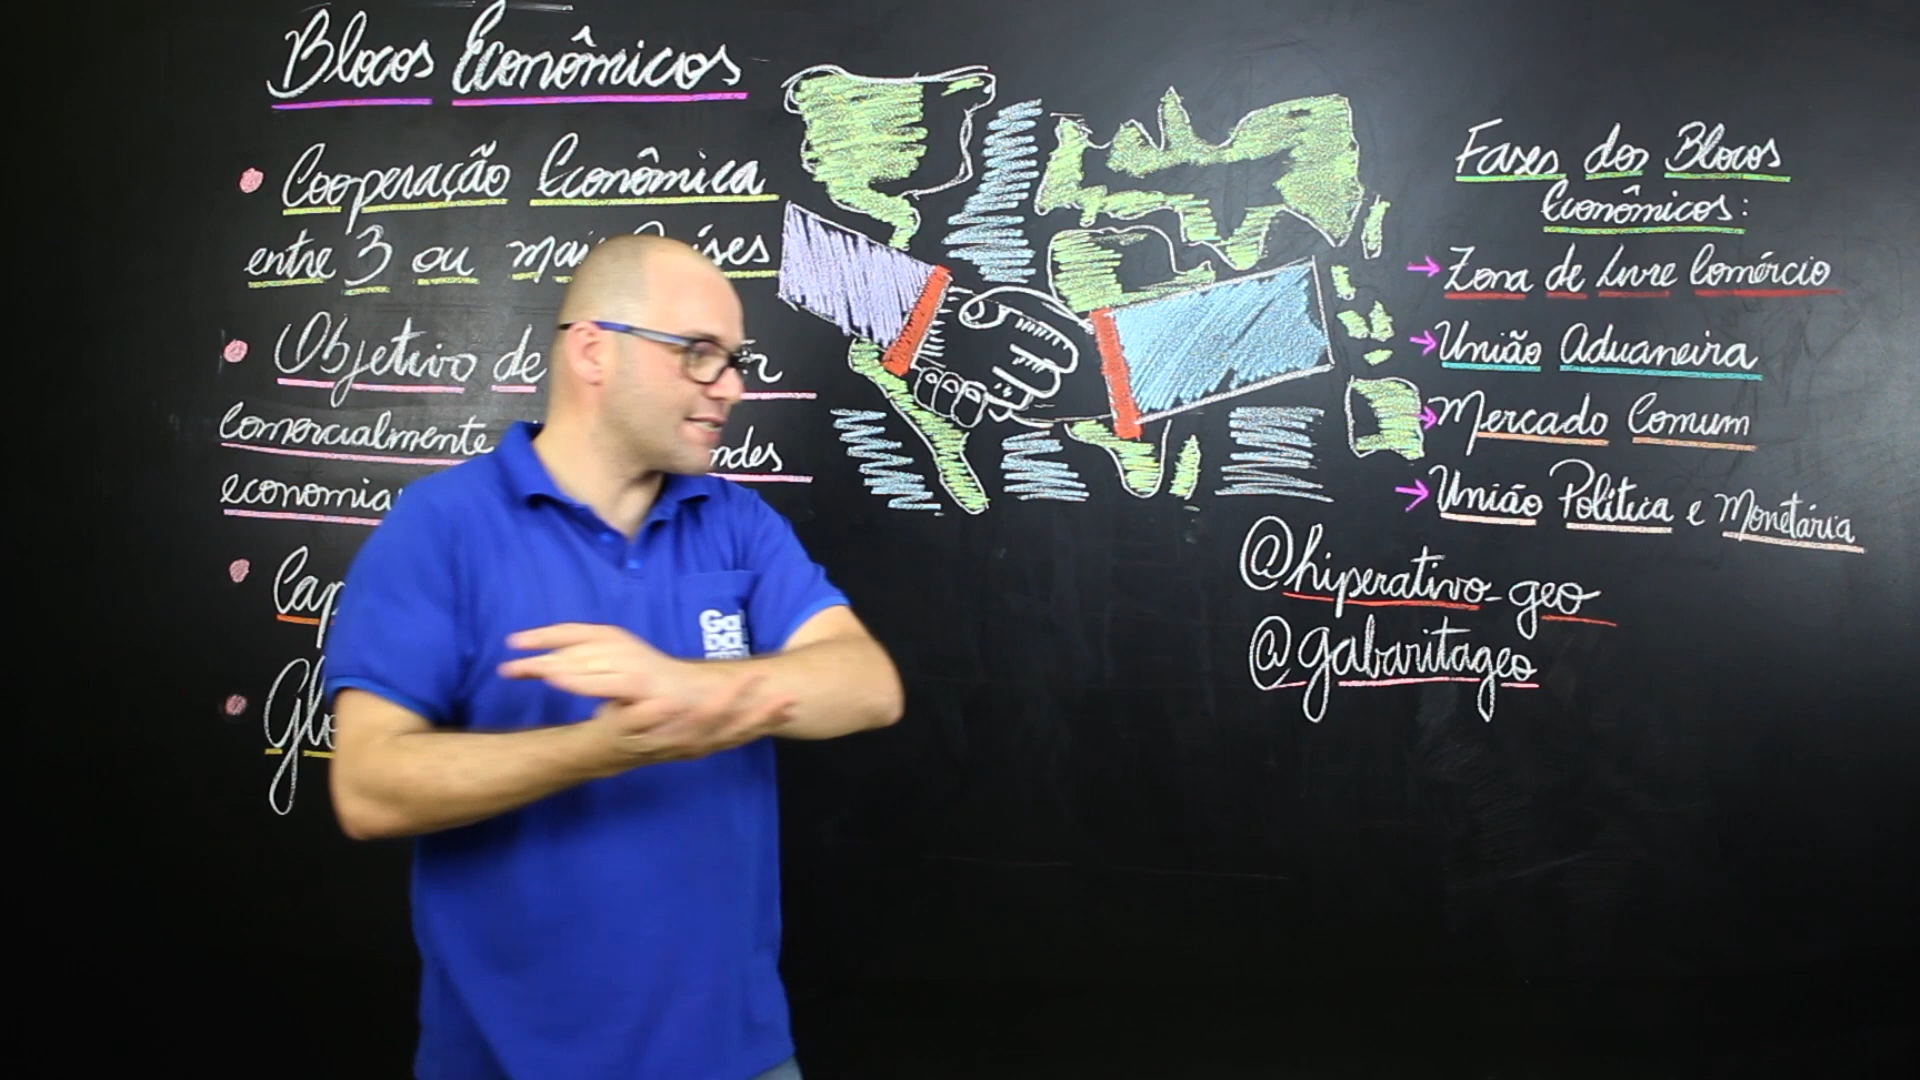 Blocos Econômicos
• Cooperação Econômica
entre 3 ou
• Objetivo de
comercialmente
economia
Fases dos Blocos
Econômicos:
→ Zona de Livre Comércio
→ União Aduaneira
→ Mercado Comum
→ União Política e Monetária
@hiperativo_geo
@gabaritageo